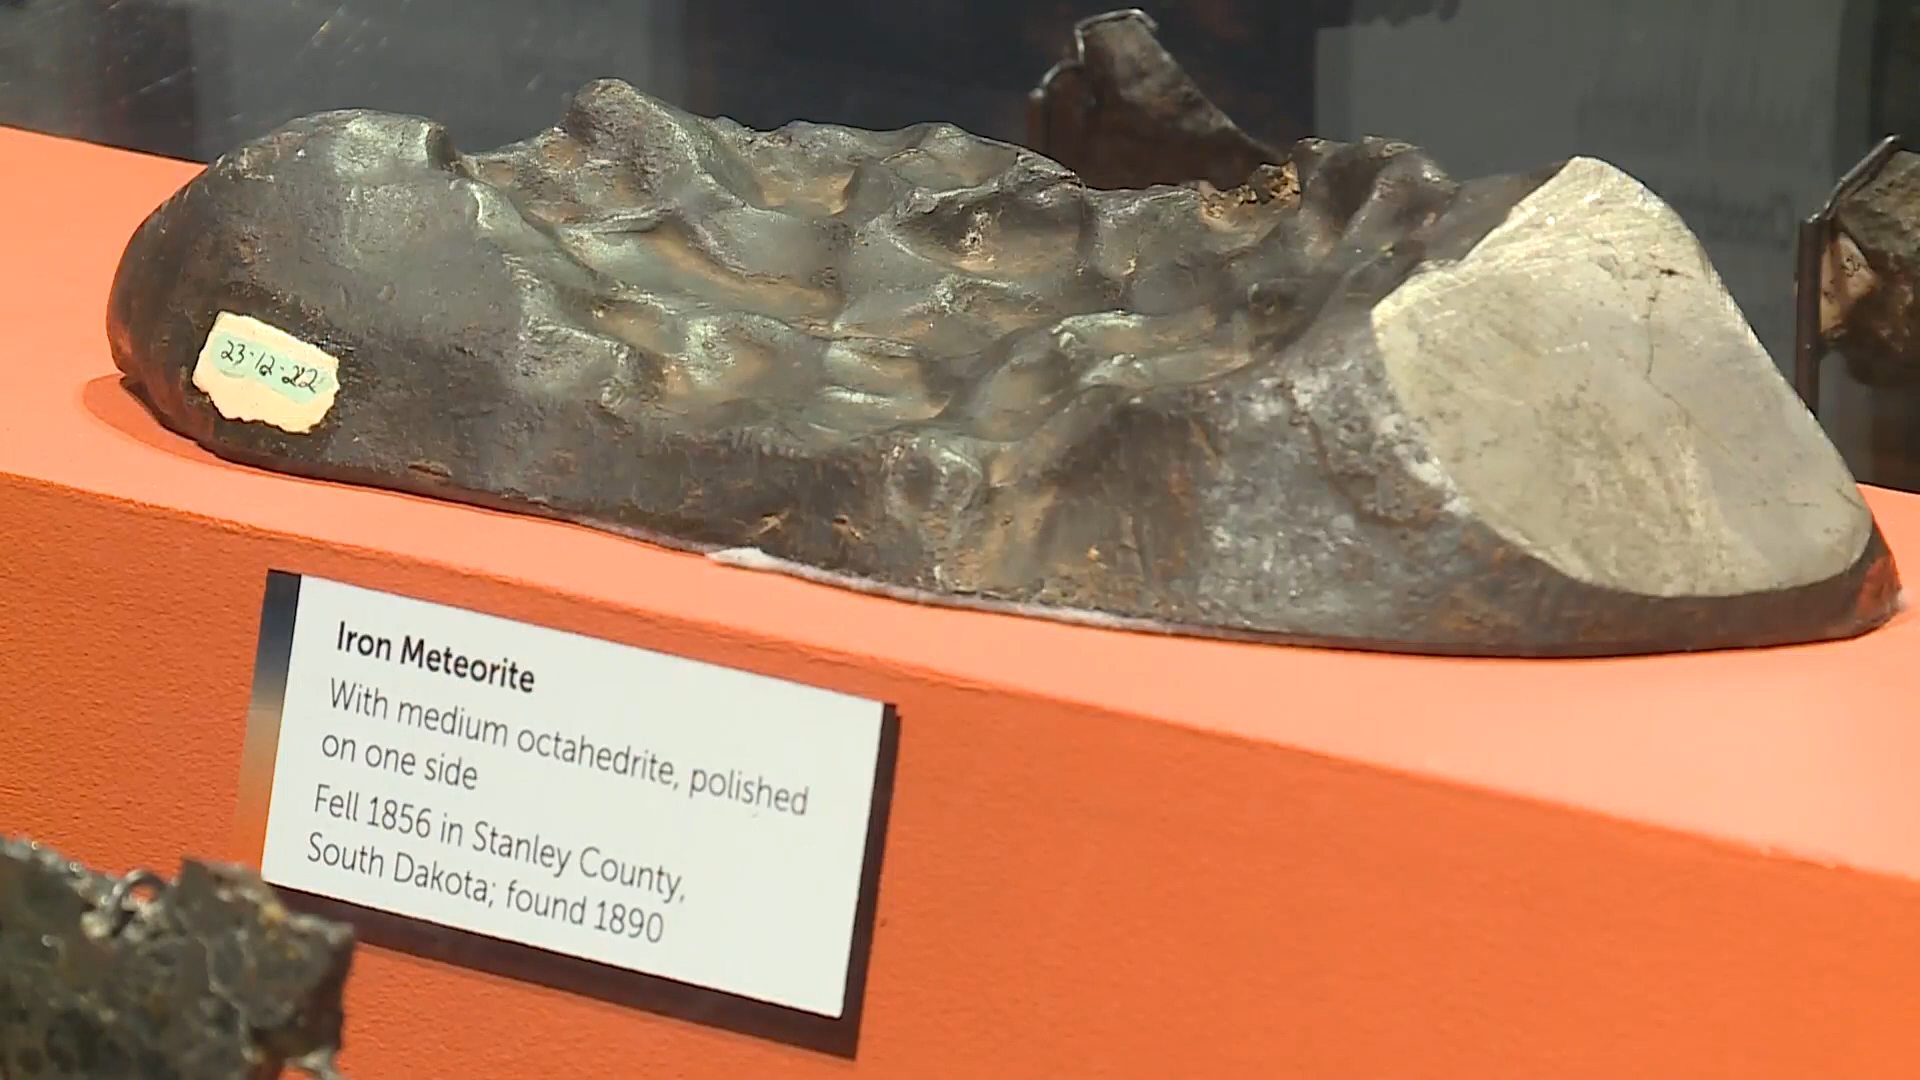 23-12-22
Iron Meteorite
With medium octahedrite, polished
on one side
Fell 1856 in Stanley County,
South Dakota; found 1890